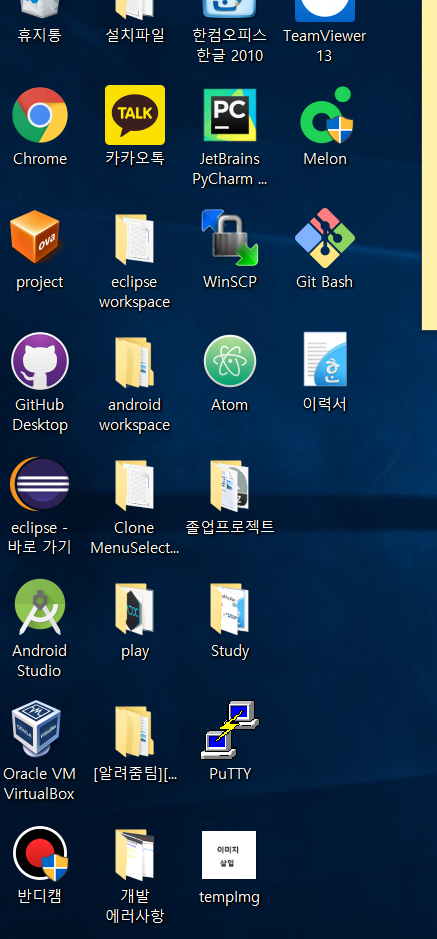 휴지통
설치파일
한컴오피스
한글 2010
TeamViewer
13
Chrome
TALK
카카오톡
PC
JetBrains
PyCharm ...
Melon
ova
project
eclipse
workspace
WinSCP
Git Bash
GitHub
Desktop
android
workspace
Atom
한
이력서
eclipse -
바로 가기
Clone
MenuSelect...
졸업프로젝트
Android
Studio
play
Study
Oracle VM
VirtualBox
[알려줌팀][...
PuTTY
반디캠
개발
에러사항
이미지
삽입
tempImg